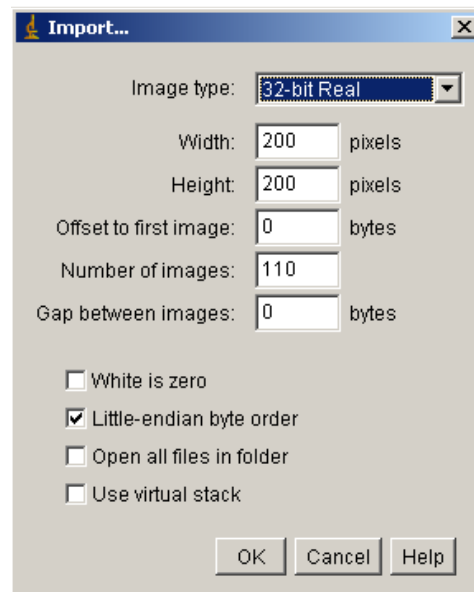 Import...
Image type: 32-bit Real
Width: 200 pixels
Height: 200 pixels
Offset to first image: 0 bytes
Number of images: 110
Gap between images: 0 bytes
White is zero
Little-endian byte order
Open all files in folder
Use virtual stack
OK Cancel Help